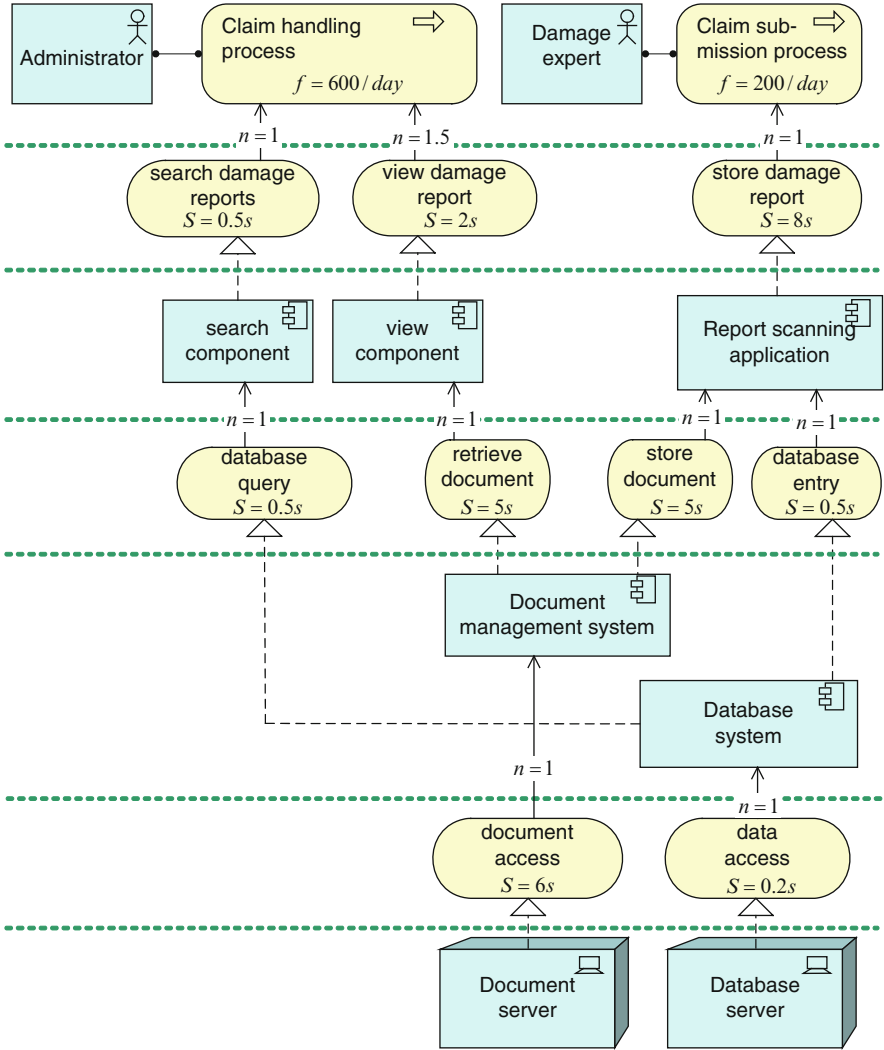 Administrator
Claim handling
process
f = 600 / day
Damage
expert
Claim sub-
mission process
f = 200 / day
n = 1
n = 1.5
n = 1
search damage
reports
S = 0.5s
view damage
report
S = 2s
store damage
report
S = 8s
search
component
view
component
Report scanning
application
n = 1
n = 1
n = 1
n = 1
database
query
S = 0.5s
retrieve
document
S = 5s
store
document
S = 5s
database
entry
S = 0.5s
Document
management system
Database
system
n = 1
n = 1
document
access
S = 6s
data
access
S = 0.2s
Document
server
Database
server